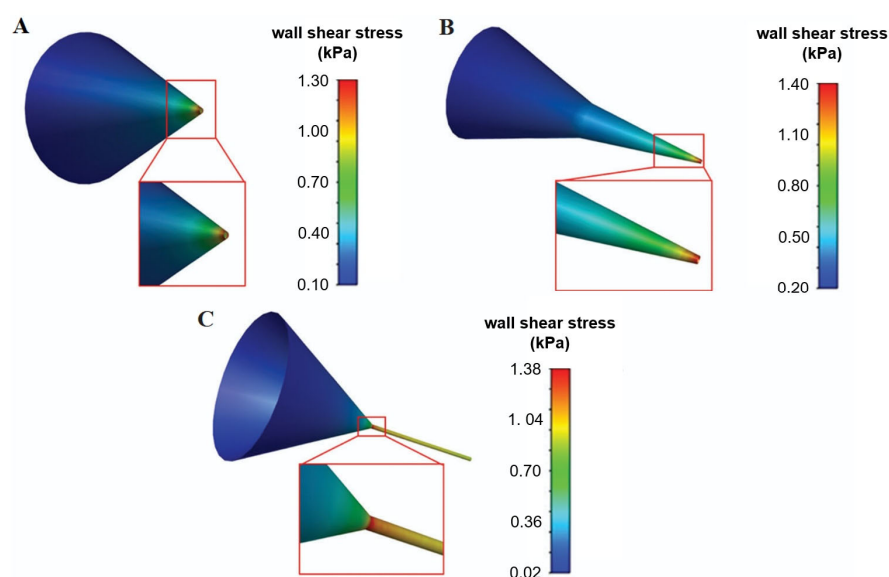 A
wall shear stress
(kPa)
1.30
1.00
0.70
0.40
0.10
B
wall shear stress
(kPa)
1.40
1.10
0.80
0.50
0.20
C
wall shear stress
(kPa)
1.38
1.04
0.70
0.36
0.02